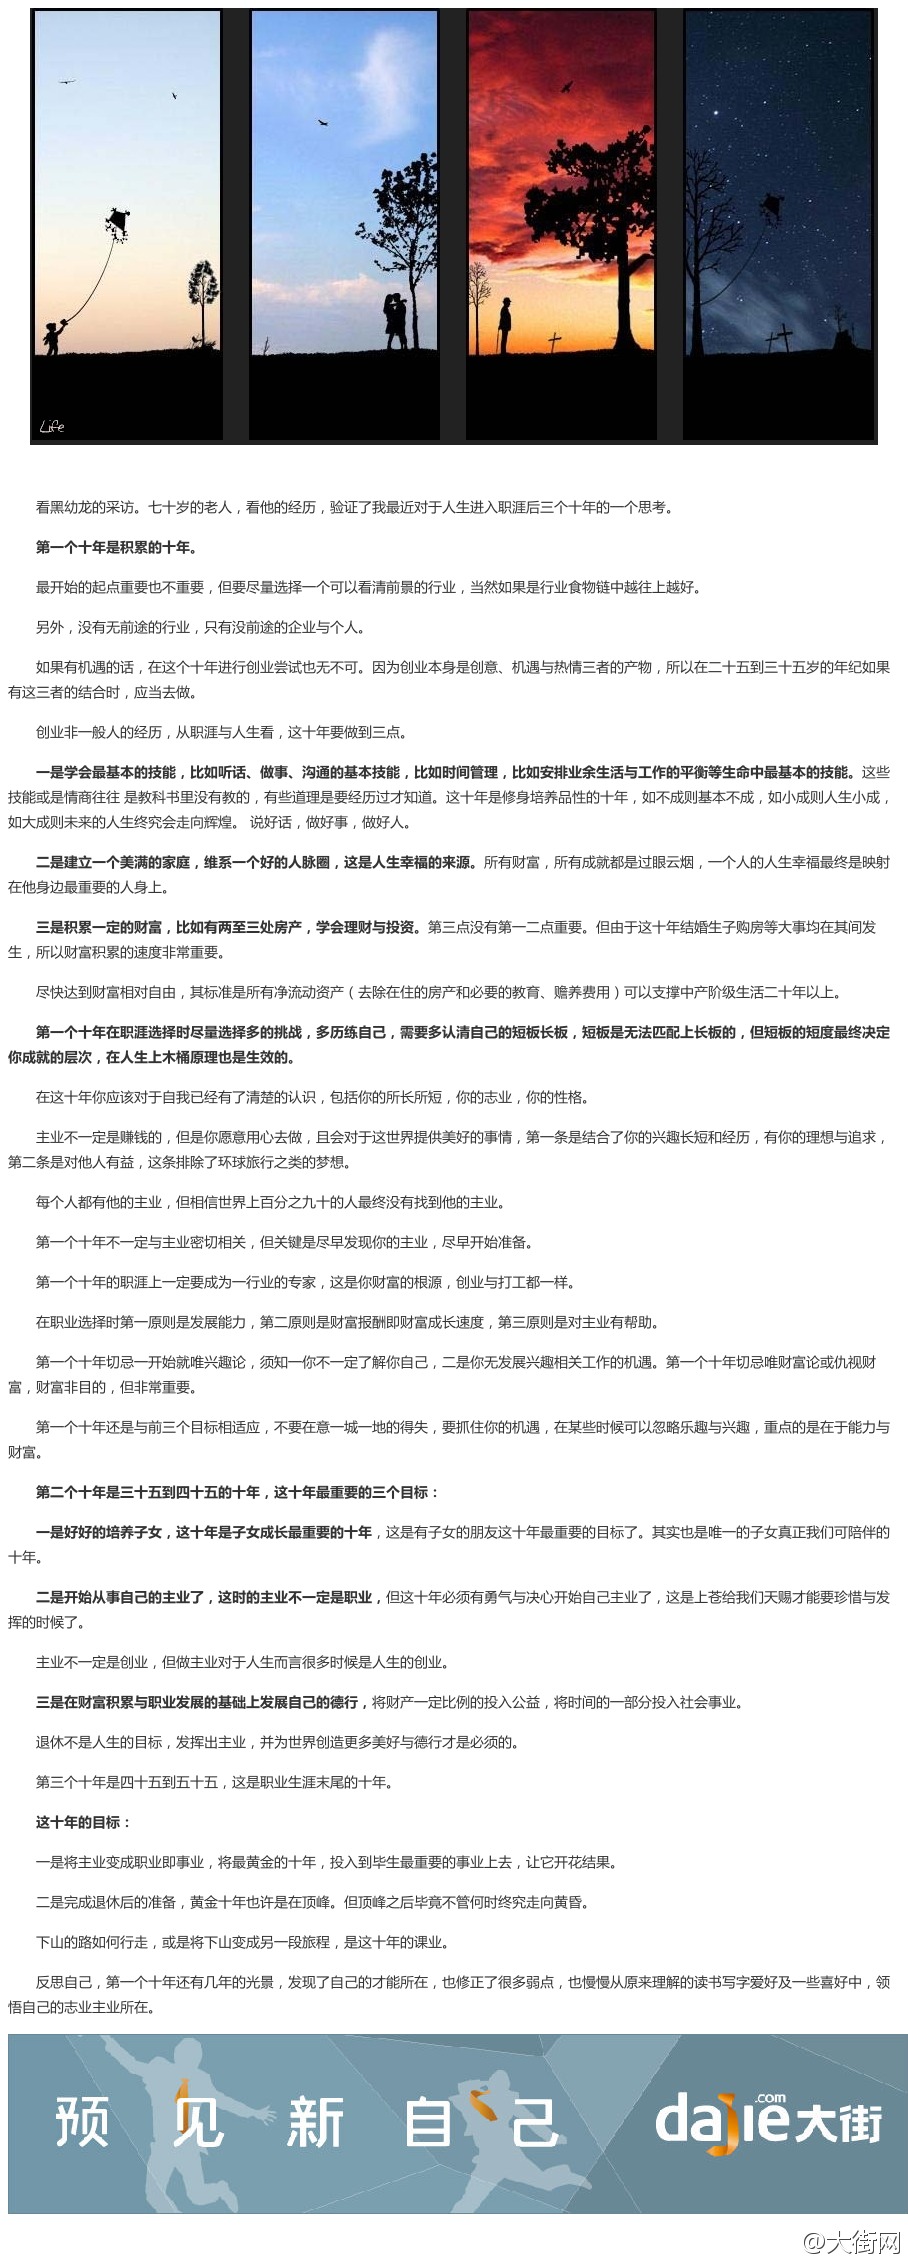 Life
看黑幼龙的采访。七十岁的老人，看他的经历，验证了我最近对于人生进入职涯后三个十年的一个思考。
第一个十年是积累的十年。
最开始的起点重要也不重要，但要尽量选择一个可以看清前景的行业，当然如果是行业食物链中越往上越好。
另外，没有无前途的行业，只有没前途的企业与个人。
如果有机遇的话，在这个十年进行创业尝试也无不可。因为创业本身是创意、机遇与热情三者的产物，所以在二十五到三十五岁的年纪如果
有这三者的结合时，应当去做。
创业非一般人的经历，从职涯与人生看，这十年要做到三点。
一是学会最基本的技能，比如听话、做事、沟通的基本技能，比如时间管理，比如安排业余生活与工作的平衡等生命中最基本的技能。这些
技能或是情商往往 是教科书里没有教的，有些道理是要经历过才知道。这十年是修身培养品性的十年，如不成则基本不成，如小成则人生小成，
如大成则未来的人生终究会走向辉煌。 说好话，做好事，做好人。
二是建立一个美满的家庭，维系一个好的人脉圈，这是人生幸福的来源。所有财富，所有成就都是过眼云烟，一个人的人生幸福最终是映射
在他身边最重要的人身上。
三是积累一定的财富，比如有两至三处房产，学会理财与投资。第三点没有第一二点重要。但由于这十年结婚生子购房等大事均在其间发
生，所以财富积累的速度非常重要。
尽快达到财富相对自由，其标准是所有净流动资产（去除在住的房产和必要的教育、赡养费用）可以支撑中产阶级生活二十年以上。
第一个十年在职涯选择时尽量选择多的挑战，多历练自己，需要多认清自己的短板长板，短板是无法匹配上长板的，但短板的短度最终决定
你成就的层次，在人生上木桶原理也是生效的。
在这十年你应该对于自我已经有了清楚的认识，包括你的所长所短，你的志业，你的性格。
主业不一定是赚钱的，但是你愿意用心去做，且会对于这世界提供美好的事情，第一条是结合了你的兴趣长短和经历，有你的理想与追求，
第二条是对他人有益，这条排除了环球旅行之类的梦想。
每个人都有他的主业，但相信世界上百分之九十的人最终没有找到他的主业。
第一个十年不一定与主业密切相关，但关键是尽早发现你的主业，尽早开始准备。
第一个十年的职涯上一定要成为一行业的专家，这是你财富的根源，创业与打工都一样。
在职业选择时第一原则是发展能力，第二原则是财富报酬即财富成长速度，第三原则是对主业有帮助。
第一个十年切忌一开始就唯兴趣论，须知一你不一定了解你自己，二是你无发展兴趣相关工作的机遇。第一个十年切忌唯财富论或仇视财
富，财富非目的，但非常重要。
第一个十年还是与前三个目标相适应，不要在意一城一地的得失，要抓住你的机遇，在某些时候可以忽略乐趣与兴趣，重点的是在于能力与
财富。
第二个十年是三十五到四十五的十年，这十年最重要的三个目标：
一是好好的培养子女，这十年是子女成长最重要的十年，这是有子女的朋友这十年最重要的目标了。其实也是唯一的子女真正我们可陪伴的
十年。
二是开始从事自己的主业了，这时的主业不一定是职业，但这十年必须有勇气与决心开始自己主业了，这是上苍给我们天赐才能要珍惜与发
挥的时候了。
主业不一定是创业，但做主业对于人生而言很多时候是人生的创业。
三是在财富积累与职业发展的基础上发展自己的德行，将财产一定比例的投入公益，将时间的一部分投入社会事业。
退休不是人生的目标，发挥出主业，并为世界创造更多美好与德行才是必须的。
第三个十年是四十五到五十五，这是职业生涯末尾的十年。
这十年的目标：
一是将主业变成职业即事业，将最黄金的十年，投入到毕生最重要的事业上去，让它开花结果。
二是完成退休后的准备，黄金十年也许是在顶峰。但顶峰之后毕竟不管何时终究走向黄昏。
下山的路如何行走，或是将下山变成另一段旅程，是这十年的课业。
反思自己，第一个十年还有几年的光景，发现了自己的才能所在，也修正了很多弱点，也慢慢从原来理解的读书写字爱好及一些喜好中，领
悟自己的志业主业所在。
预见新自己 dajie.com大街
@大街网